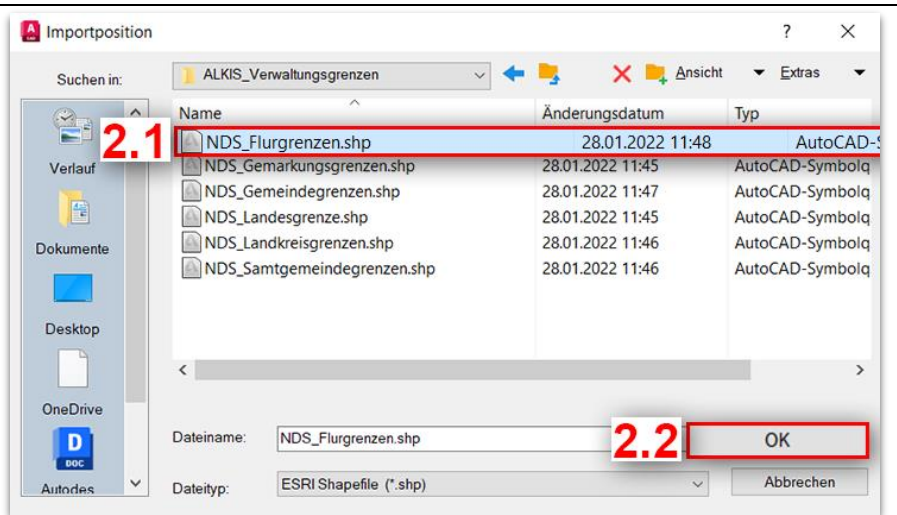 Importposition ? ×
Suchen in: ALKIS_Verwaltungsgrenzen Ansicht Extras
Name Änderungsdatum Typ
2.1 NDS_Flurgrenzen.shp 28.01.2022 11:48 AutoCAD-S
NDS_Gemarkungsgrenzen.shp 28.01.2022 11:45 AutoCAD-Symbolq
NDS_Gemeindegrenzen.shp 28.01.2022 11:47 AutoCAD-Symbolq
NDS_Landesgrenze.shp 28.01.2022 11:45 AutoCAD-Symbolq
NDS_Landkreisgrenzen.shp 28.01.2022 11:46 AutoCAD-Symbolq
NDS_Samtgemeindegrenzen.shp 28.01.2022 11:46 AutoCAD-Symbolq
Verlauf
Dokumente
Desktop
OneDrive
D
DOC
Autodes
Dateiname: NDS_Flurgrenzen.shp 2.2 OK
Dateityp: ESRI Shapefile (*.shp) Abbrechen